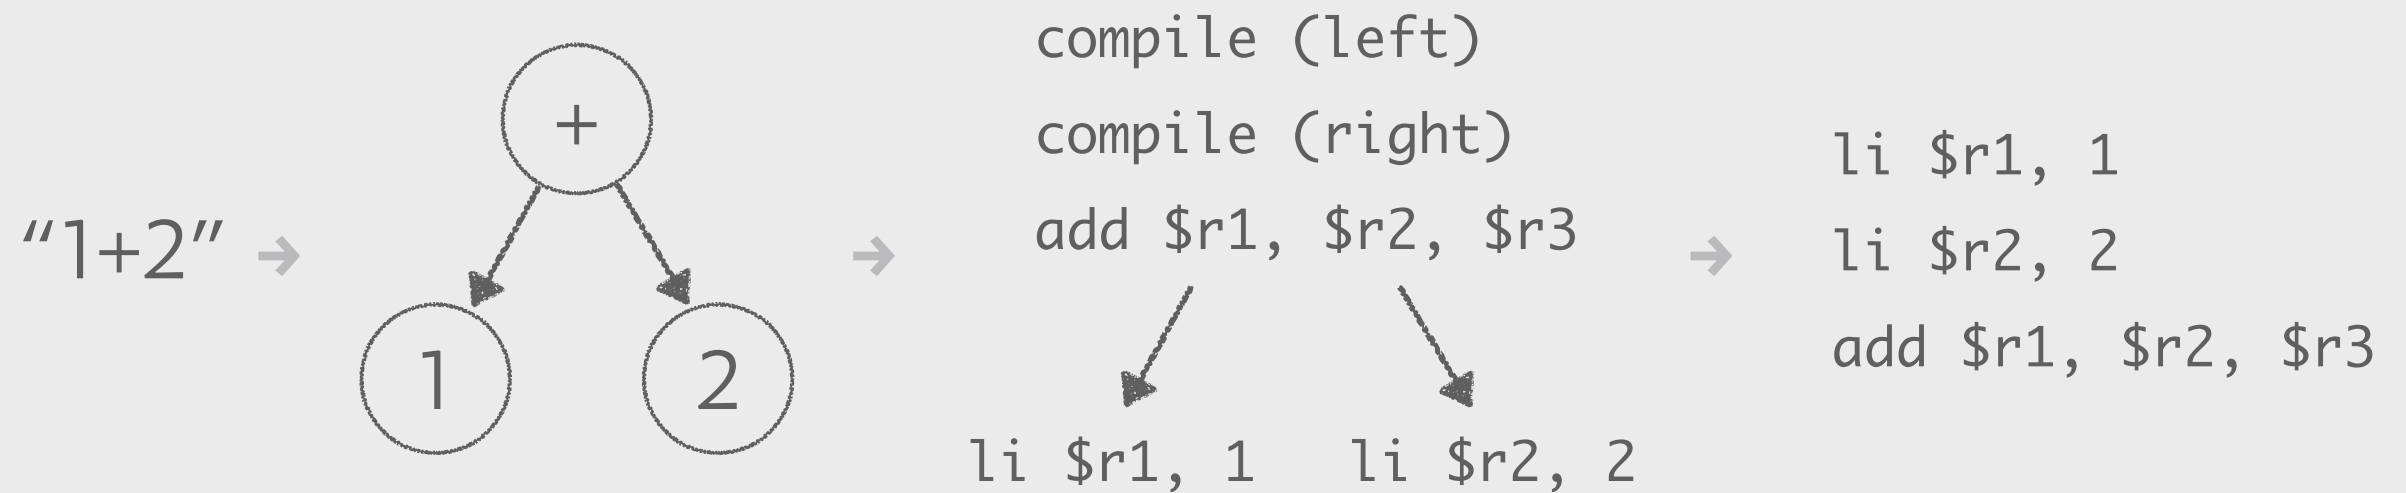 “1+2”
+
1
2
compile (left)
compile (right)
add $r1, $r2, $r3
li $r1, 1
li $r2, 2
li $r1, 1
li $r2, 2
add $r1, $r2, $r3